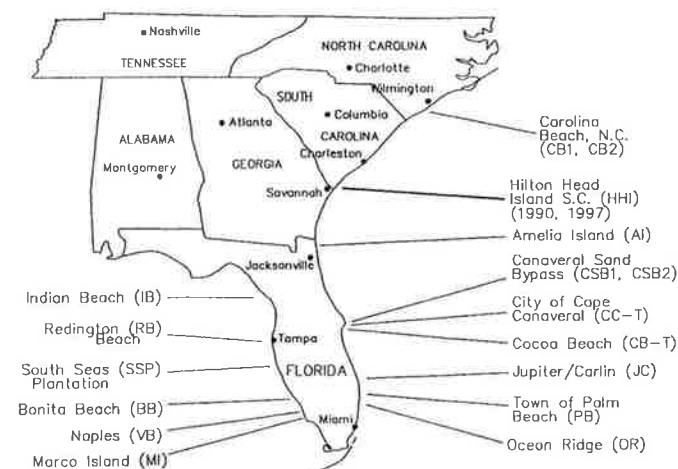 Nashville
TENNESSEE
NORTH CAROLINA
Charlotte
Wilmington
SOUTH
CAROLINA
Columbia
Charleston
Atlanta
GEORGIA
Savannah
ALABAMA
Montgomery
Jacksonville
Tampa
FLORIDA
Miami
Carolina
Beach, N.C.
(CB1, CB2)
Hilton Head
Island S.C. (HHI)
(1990, 1997)
Amelia Island (AI)
Canaveral Sand
Bypass (CSB1, CSB2)
City of Cape
Canaveral (CC-T)
Cocoa Beach (CB-T)
Jupiter/Carlin (JC)
Town of Palm
Beach (PB)
Ocean Ridge (OR)
Indian Beach (IB)
Redington (RB)
Beach
South Seas (SSP)
Plantation
Bonita Beach (BB)
Naples (VB)
Marco Island (MI)